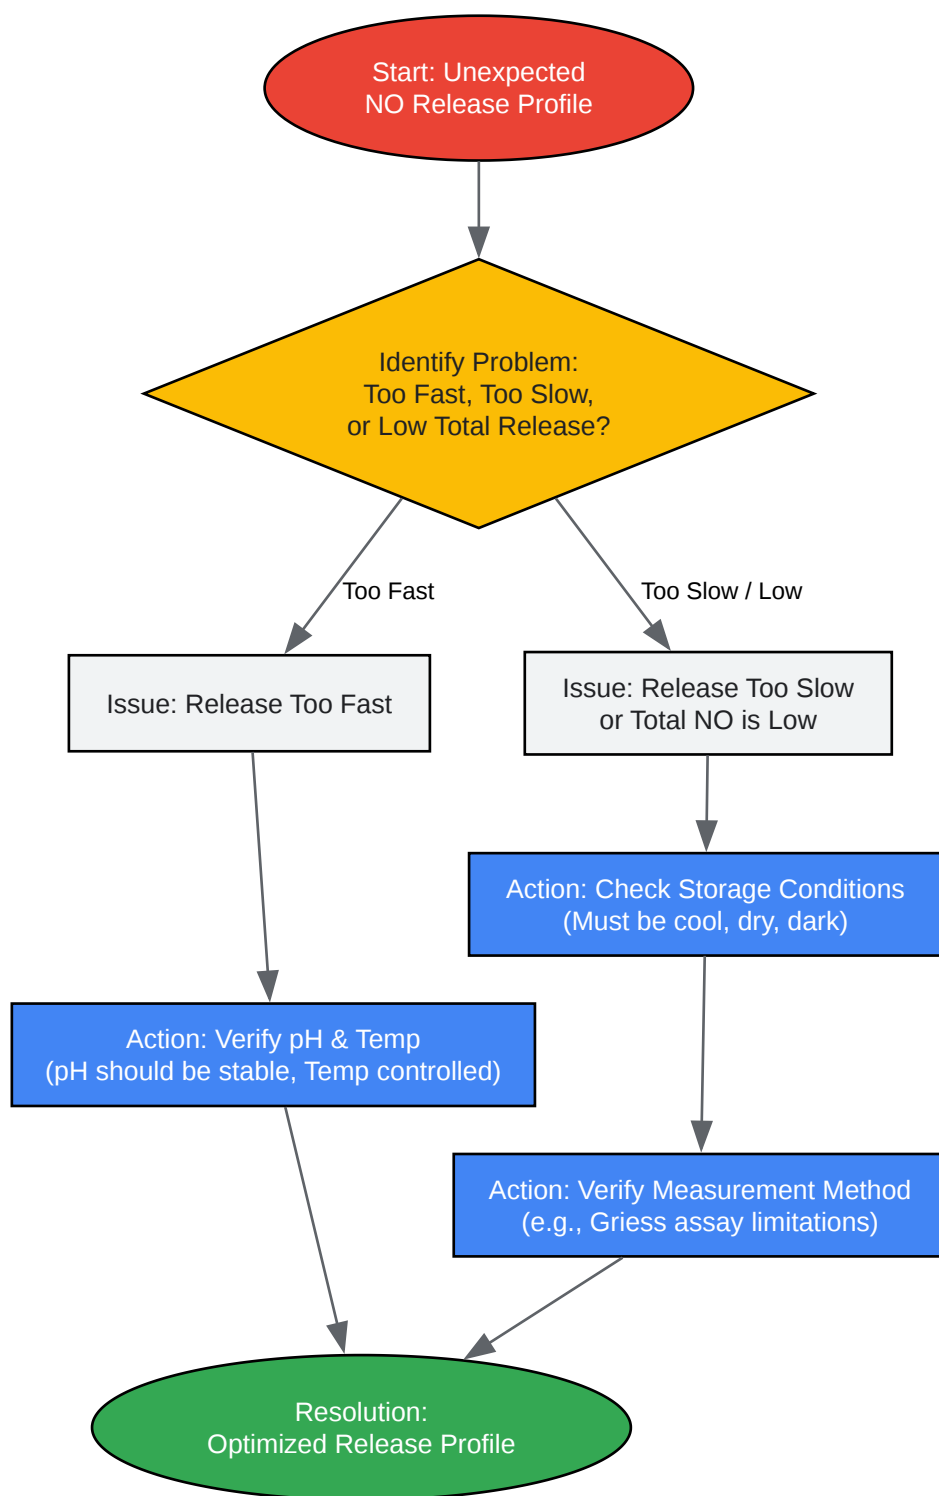 Start: Unexpected
NO Release Profile
Identify Problem:
Too Fast, Too Slow,
or Low Total Release?
Too Fast
Too Slow / Low
Issue: Release Too Fast
Issue: Release Too Slow
or Total NO is Low
Action: Check Storage Conditions
(Must be cool, dry, dark)
Action: Verify pH & Temp
(pH should be stable, Temp controlled)
Action: Verify Measurement Method
(e.g., Griess assay limitations)
Resolution:
Optimized Release Profile